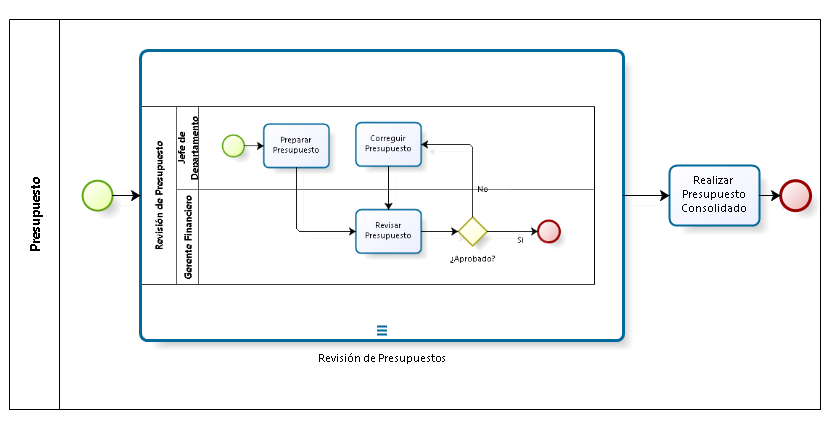 Presupuesto
Revisión de Presupuesto
Jefe de
Departamento
Gerente Financiero
Preparar
Presupuesto
Correguir
Presupuesto
No
Revisar
Presupuesto
¿Aprobado?
Si
Revisión de Presupuestos
Realizar
Presupuesto
Consolidado